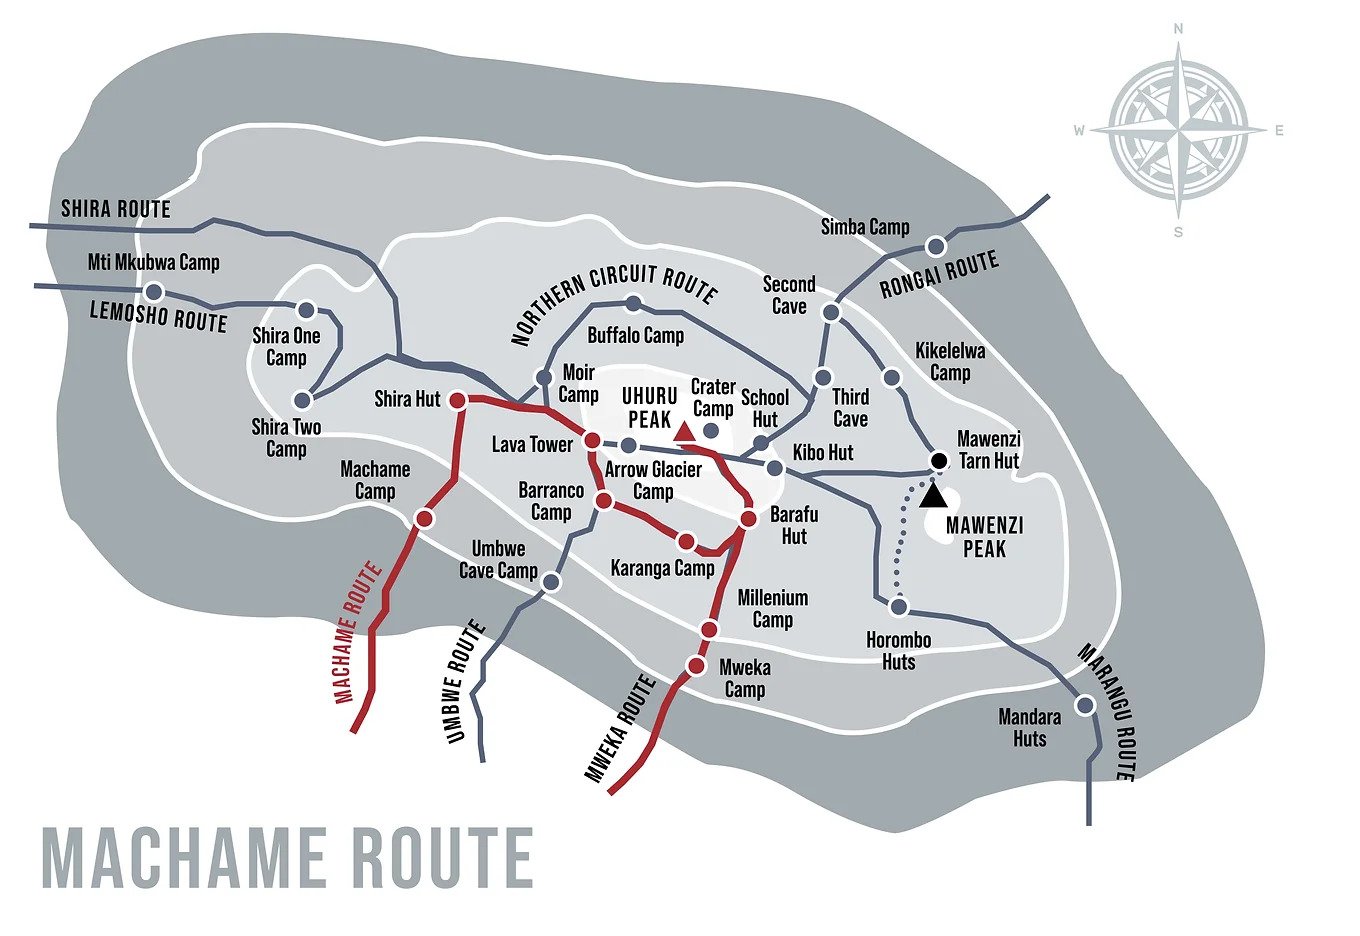 N
W
E
S
SHIRA ROUTE
Mti Mkubwa Camp
LEMOSHO ROUTE
Shira One
Camp
Shira Two
Camp
Shira Hut
Machame
Camp
MACHAME ROUTE
NORTHERN CIRCUIT ROUTE
Buffalo Camp
Moir
Camp
UHURU
PEAK
Crater
Camp
School
Hut
Lava Tower
Arrow Glacier
Camp
Barranco
Camp
Umbwe
Cave Camp
UMBWE ROUTE
Karanga Camp
Barafu
Hut
Millenium
Camp
Mweka
Camp
MWEKA ROUTE
Simba Camp
RONGAI ROUTE
Second
Cave
Third
Cave
Kikelelwa
Camp
Kibo Hut
Mawenzi
Tarn Hut
MAWENZI
PEAK
Horombo
Huts
Mandara
Huts
MARANGU ROUTE
MACHAME ROUTE